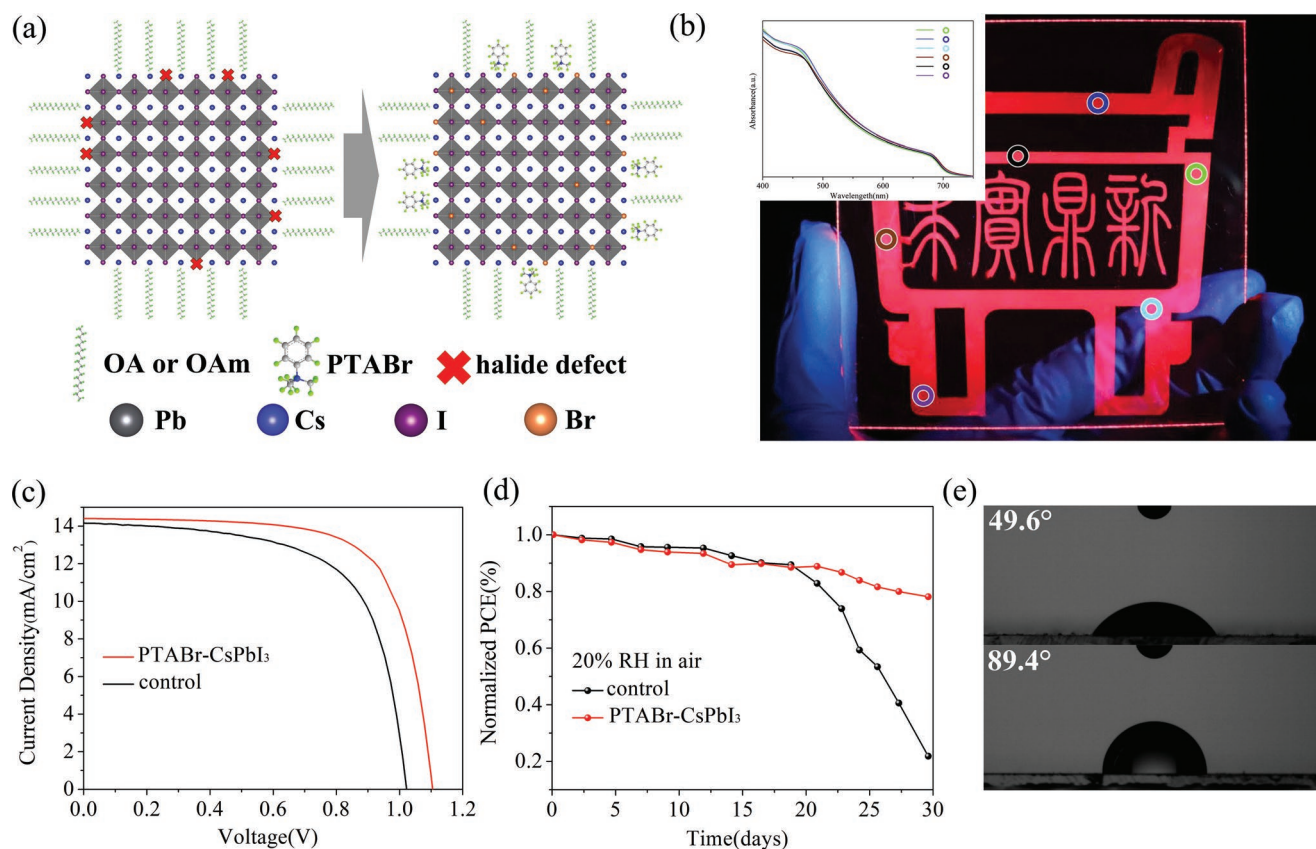 (a)
OA or OAm
PTABr
halide defect
Pb
Cs
I
Br
(b)
Absorbance(a.u.)
400 500 600 700
Wavelength(nm)
求實鼎新
(c)
Current Density(mA/cm²)
14
12
10
8
6
4
2
0
PTABr-CsPbI₃
control
0.0 0.2 0.4 0.6 0.8 1.0 1.2
Voltage(V)
(d)
Normalized PCE(%)
1.0
0.8
0.6
0.4
0.2
20% RH in air
control
PTABr-CsPbI₃
0 5 10 15 20 25 30
Time(days)
(e)
49.6°
89.4°